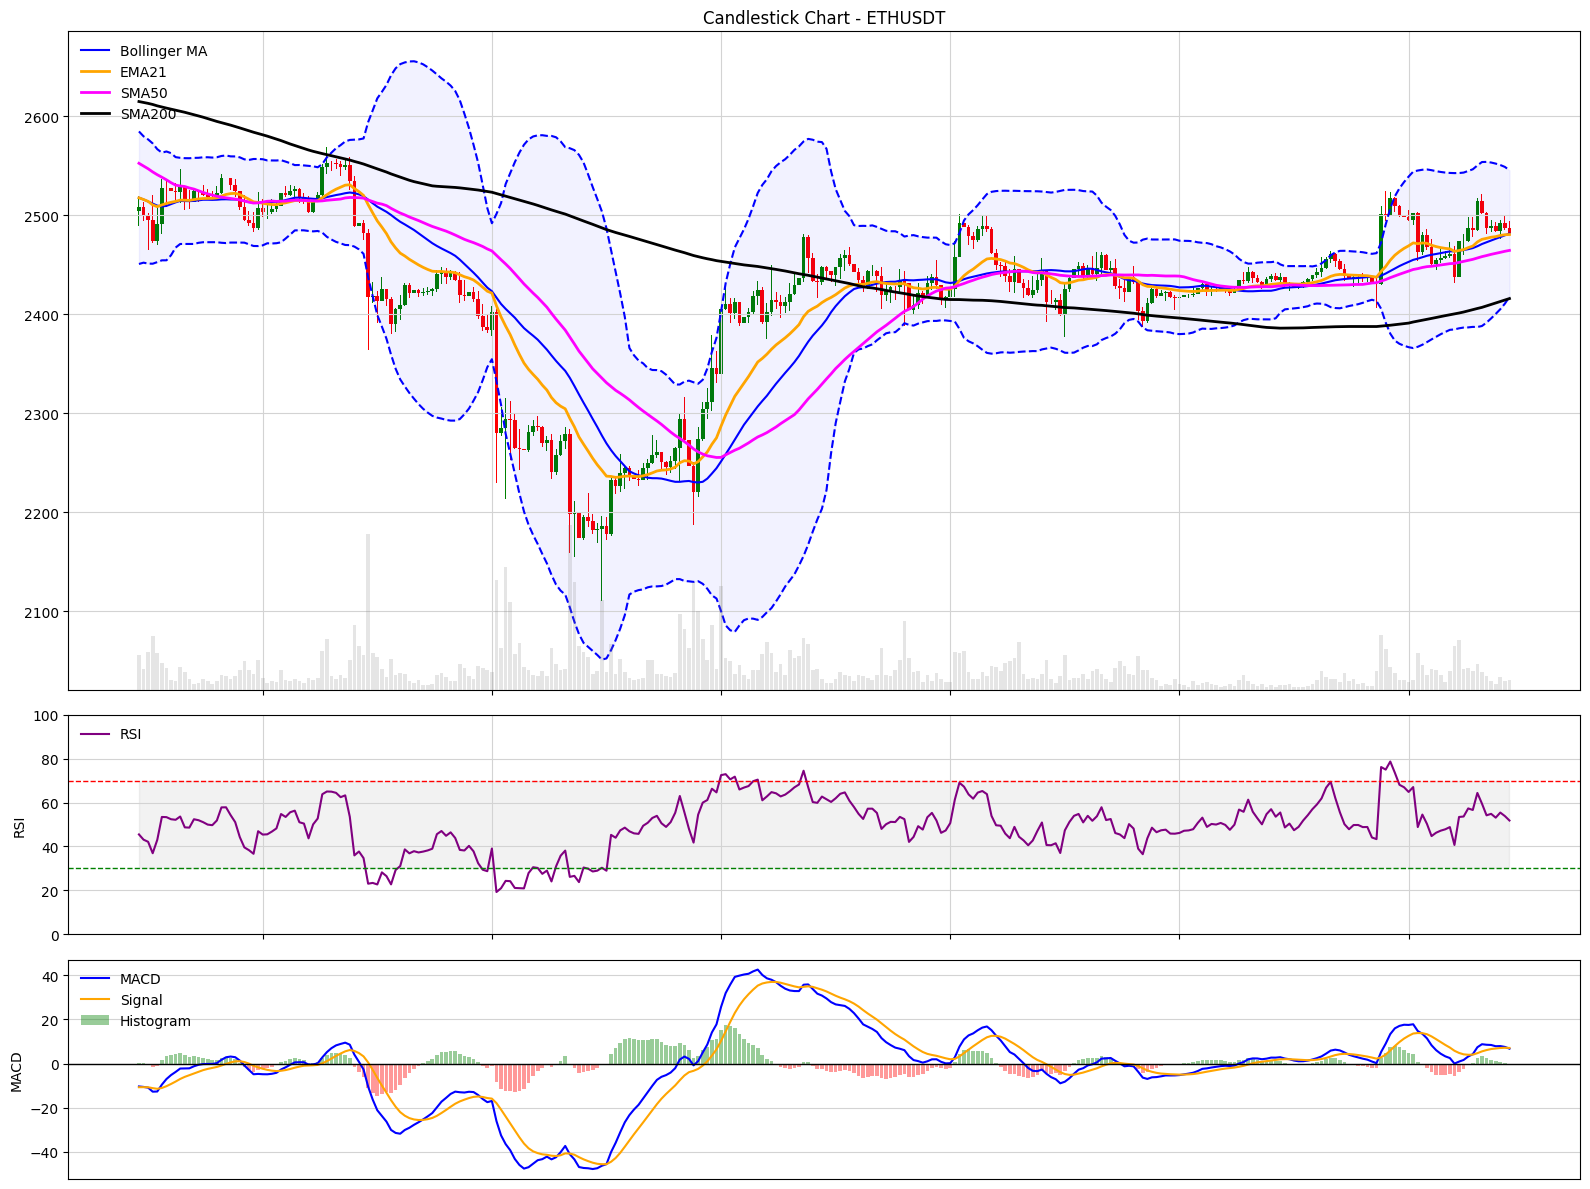 Candlestick Chart - ETHUSDT
Bollinger MA
EMA21
SMA50
SMA200
2600
2500
2400
2300
2200
2100
RSI
100
80
60
40
20
0
RSI
MACD
Signal
Histogram
40
20
0
−20
−40
MACD